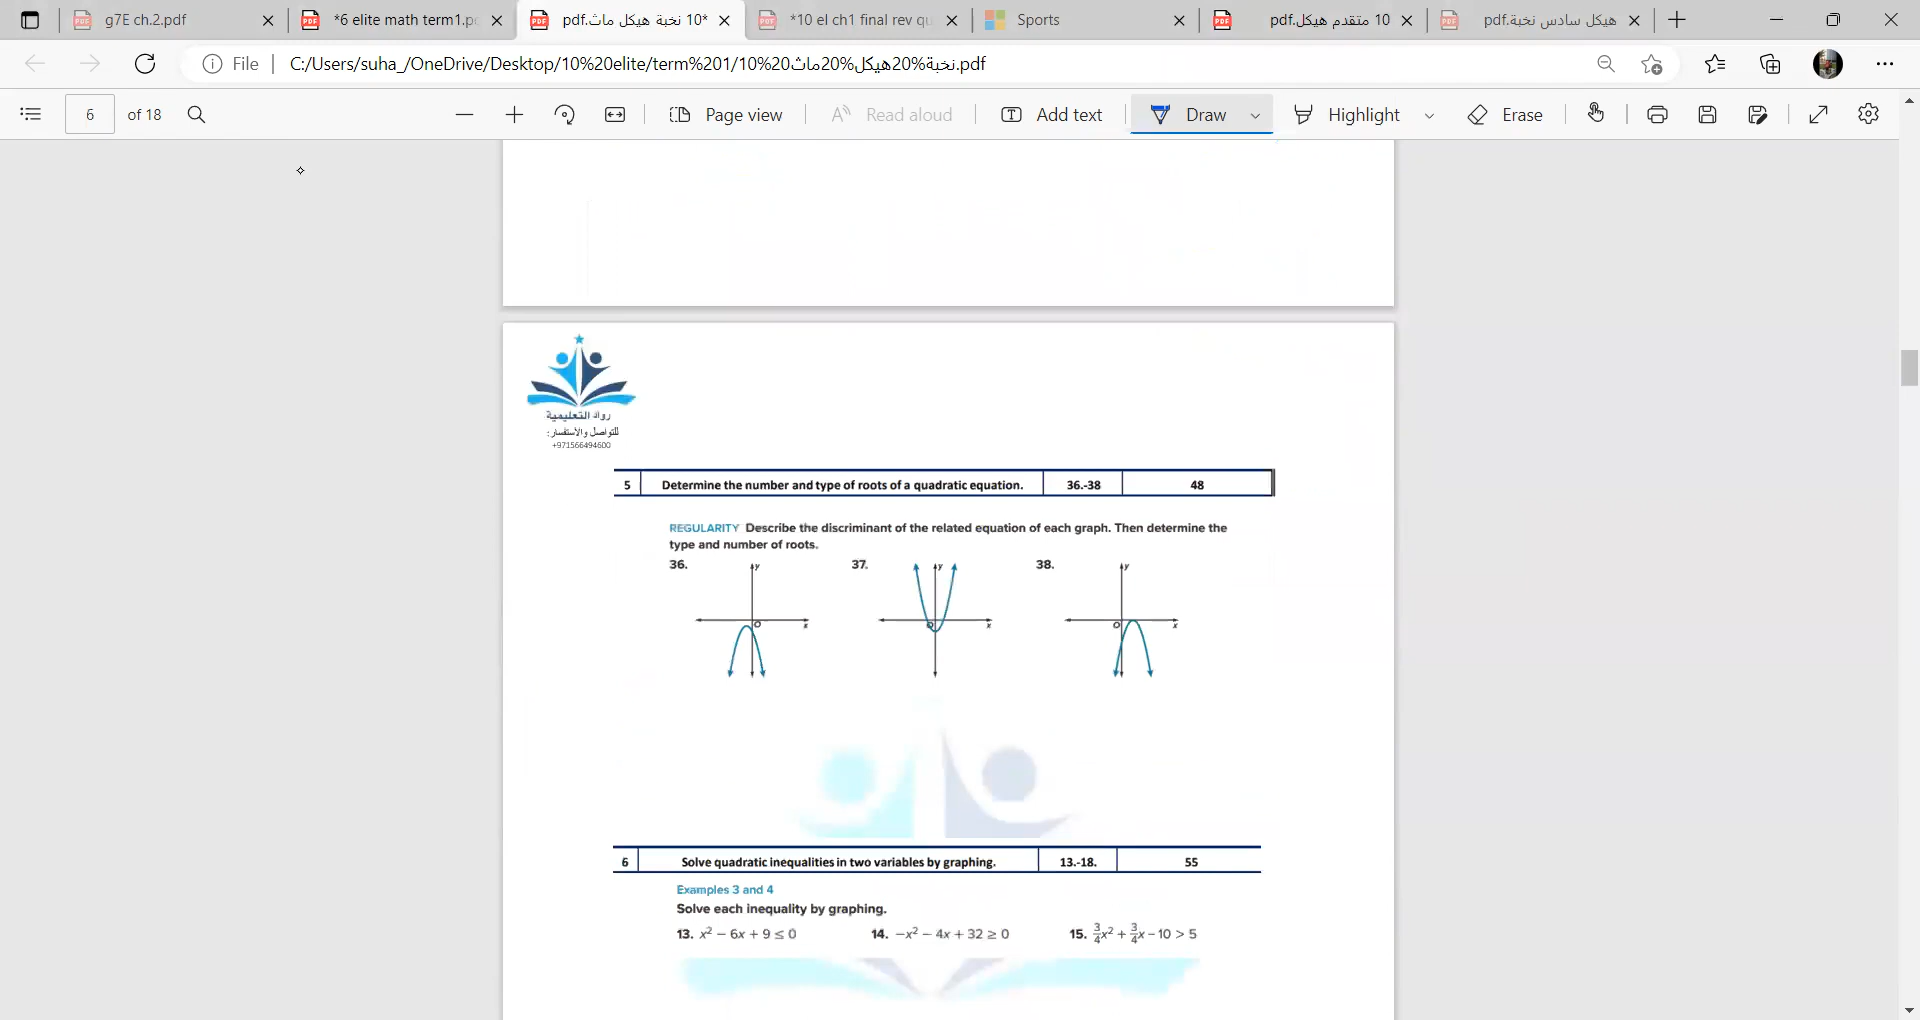 g7E ch.2.pdf
*6 elite math term1.p
*10 نخبة هيكل ماث.pdf
*10 el ch1 final rev qu
Sports
10 متقدم هيكل.pdf
هيكل سادس نخبة.pdf
File
C:/Users/suha_/OneDrive/Desktop/10%20elite/term%201/10%20نخبة%20هيكل%20ماث.pdf
6 of 18
Page view
Read aloud
Add text
Draw
Highlight
Erase
رواد التعليمية
للتواصل والأستفسار:
+971566494600
5 Determine the number and type of roots of a quadratic equation. 36.-38 48
REGULARITY Describe the discriminant of the related equation of each graph. Then determine the
type and number of roots.
36. 37. 38.
y y y
O x O x O x
6 Solve quadratic inequalities in two variables by graphing. 13.-18. 55
Examples 3 and 4
Solve each inequality by graphing.
13. x² − 6x + 9 ≤ 0 14. −x² − 4x + 32 ≥ 0 15. 3/4x² + 3/4x − 10 > 5